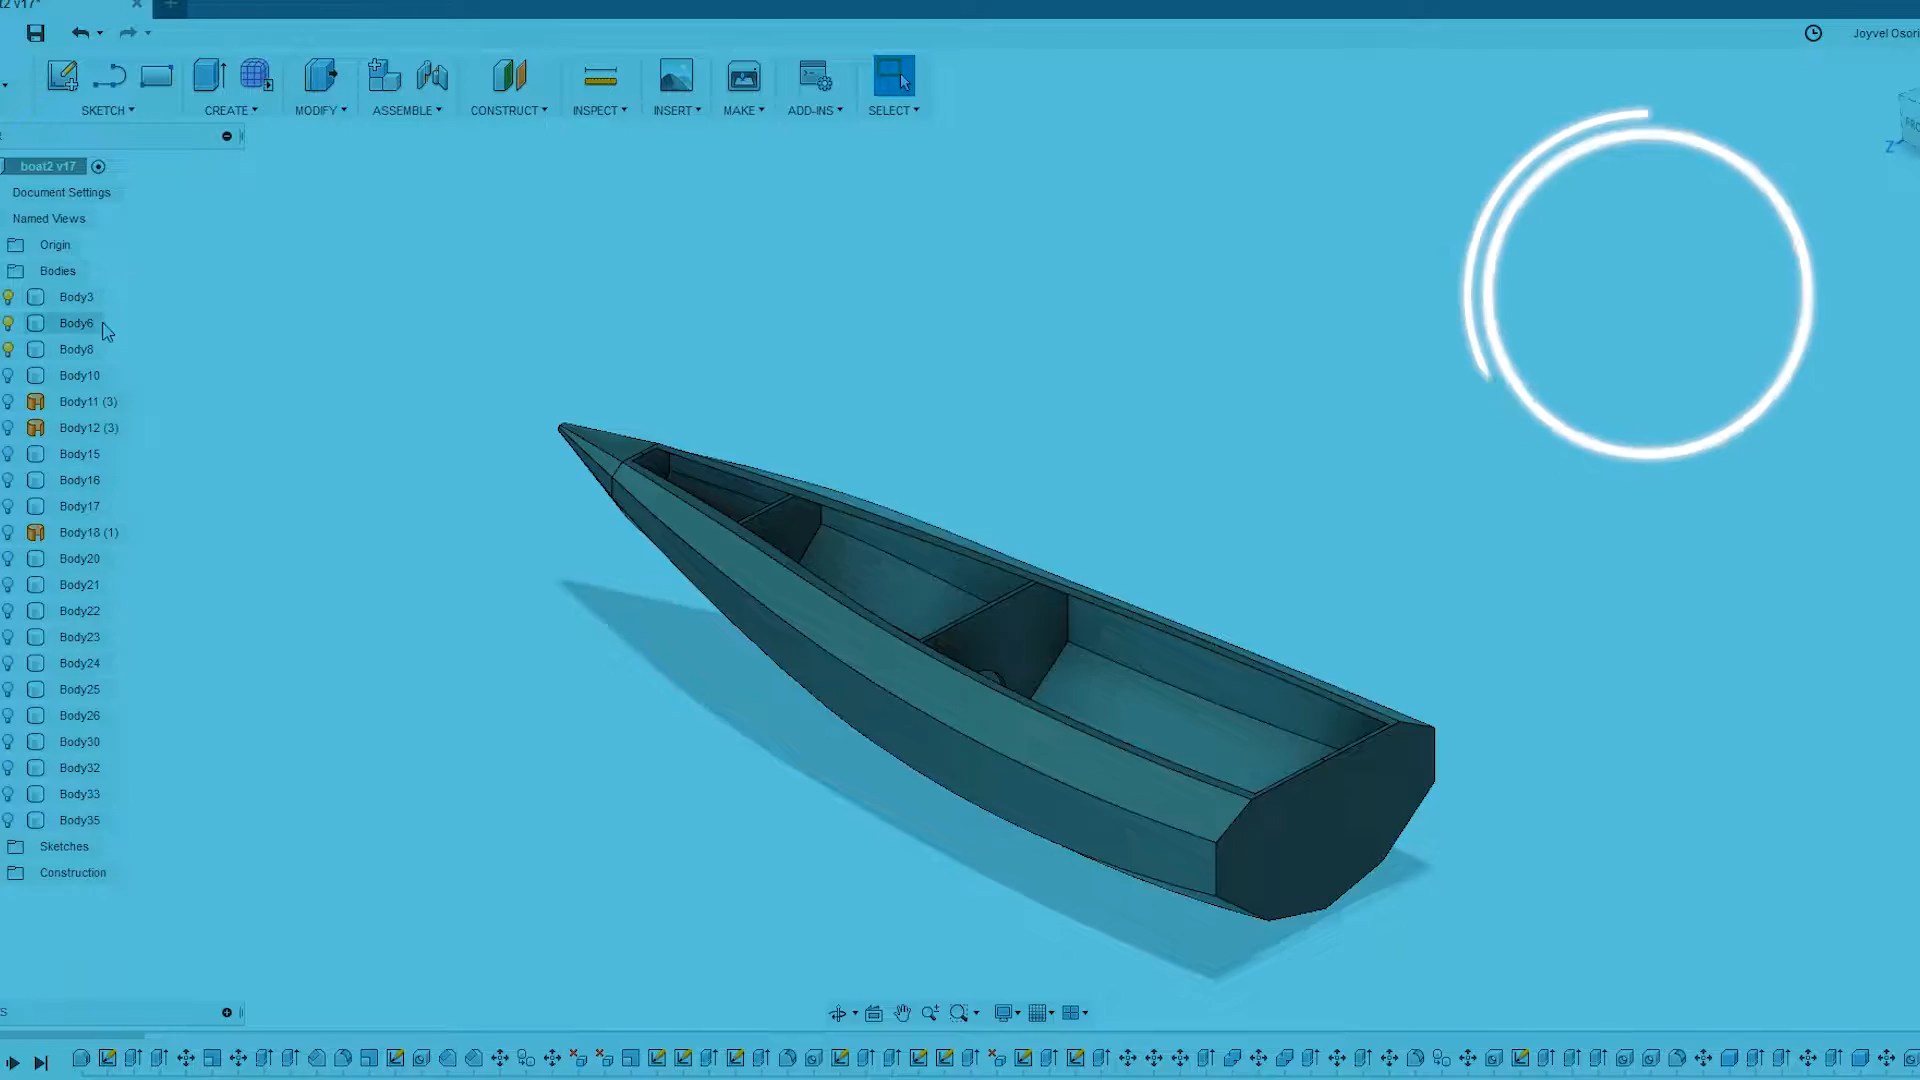 t2 v17*
Joyvel Osori
SKETCH
CREATE
MODIFY
ASSEMBLE
CONSTRUCT
INSPECT
INSERT
MAKE
ADD-INS
SELECT
FRO
Z
boat2 v17
Document Settings
Named Views
Origin
Bodies
Body3
Body6
Body8
Body10
Body11 (3)
Body12 (3)
Body15
Body16
Body17
Body18 (1)
Body20
Body21
Body22
Body23
Body24
Body25
Body26
Body30
Body32
Body33
Body35
Sketches
Construction
S